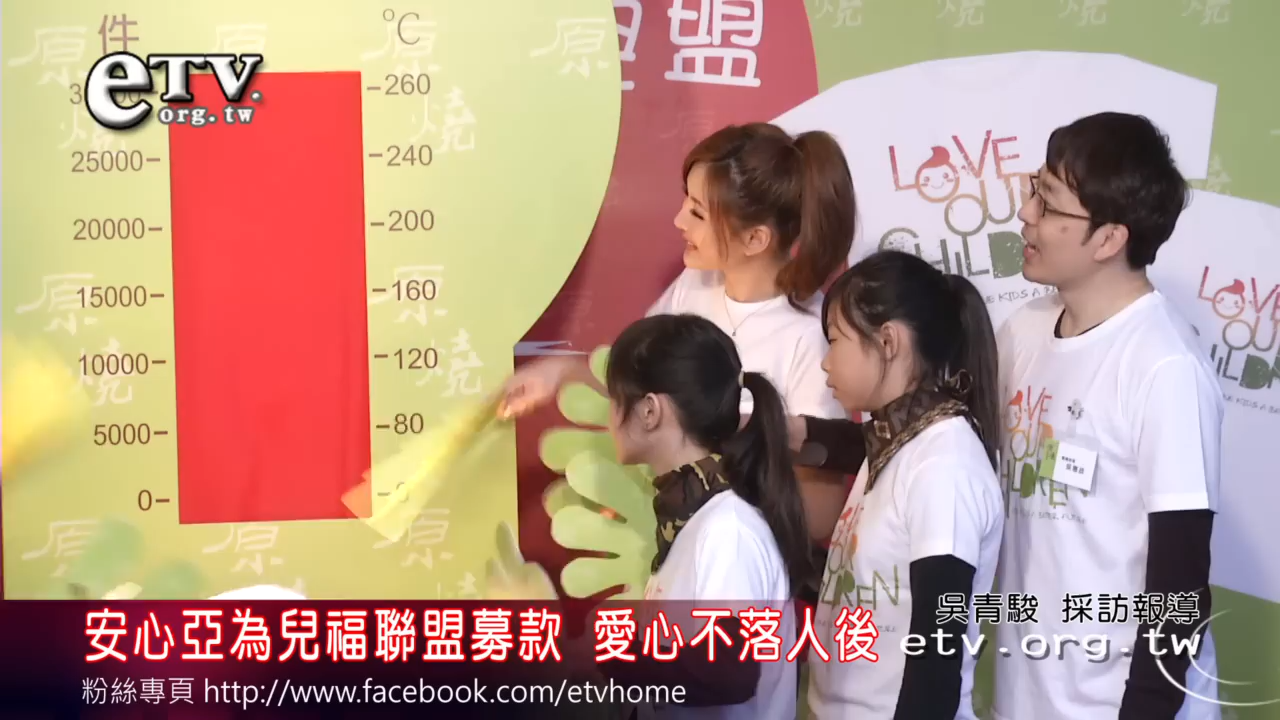 件
°C
eTV.
org.tw
260
25000
240
20000
200
15000
160
10000
120
5000
80
0
原燒
盟
LOVE
OUR
CHILDREN
LOVE
OUR
CHILDREN
吳青駿 採訪報導
安心亞為兒福聯盟募款 愛心不落人後
etv.org.tw
粉絲專頁 http://www.facebook.com/etvhome